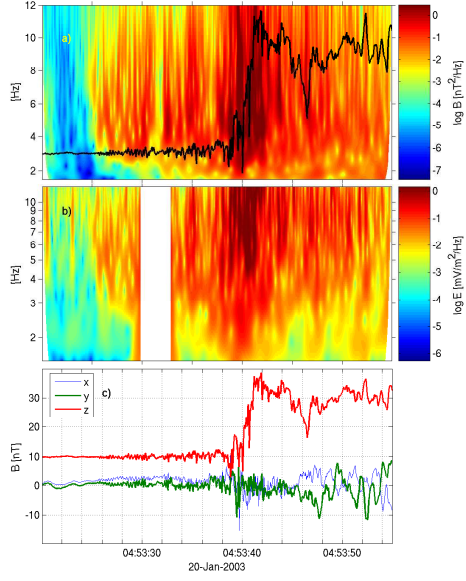 12
10
8
6
4
2
[Hz]
a)
0
-1
-2
-3
-4
-5
-6
-7
log B [nT²/Hz]
10
9
8
7
6
5
4
3
2
[Hz]
b)
0
-1
-2
-3
-4
-5
-6
log E [mV/m²/Hz]
30
20
10
0
-10
B [nT]
x
y
z
c)
04:53:30 04:53:40 04:53:50
20-Jan-2003